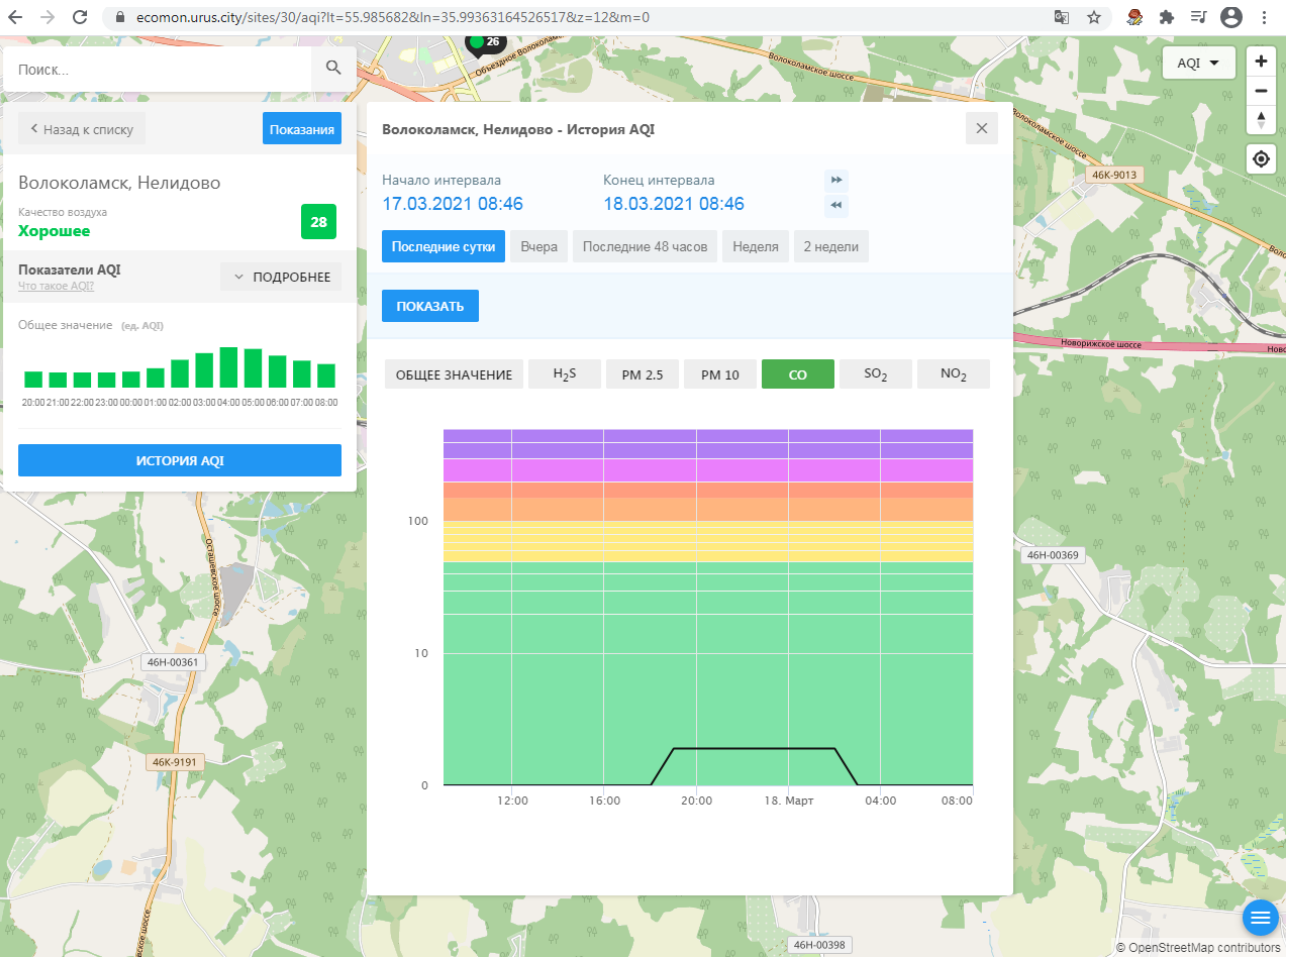 ecomon.urus.city/sites/30/aqi?lt=55.985682&ln=35.99363164526517&z=12&m=0
26
Объездное Волоколамск
Волоколамское шоссе
Поиск...
AQI
+
−
Назад к списку
Показания
Волоколамск, Нелидово - История AQI
Волоколамское шоссе
46К-9013
Волоколамск, Нелидово
Начало интервала
Конец интервала
17.03.2021 08:46
18.03.2021 08:46
Качество воздуха
Хорошее
28
Последние сутки
Вчера
Последние 48 часов
Неделя
2 недели
Показатели AQI
Что такое AQI?
ПОДРОБНЕЕ
ПОКАЗАТЬ
Общее значение (ед. AQI)
Новорижское шоссе
Ново
ОБЩЕЕ ЗНАЧЕНИЕ
H2S
PM 2.5
PM 10
CO
SO2
NO2
20:00 21:00 22:00 23:00 00:00 01:00 02:00 03:00 04:00 05:00 06:00 07:00 08:00
ИСТОРИЯ AQI
100
10
0
12:00
16:00
20:00
18. Март
04:00
08:00
Осташёвское шоссе
46Н-00369
46Н-00361
46К-9191
46Н-00398
© OpenStreetMap contributors